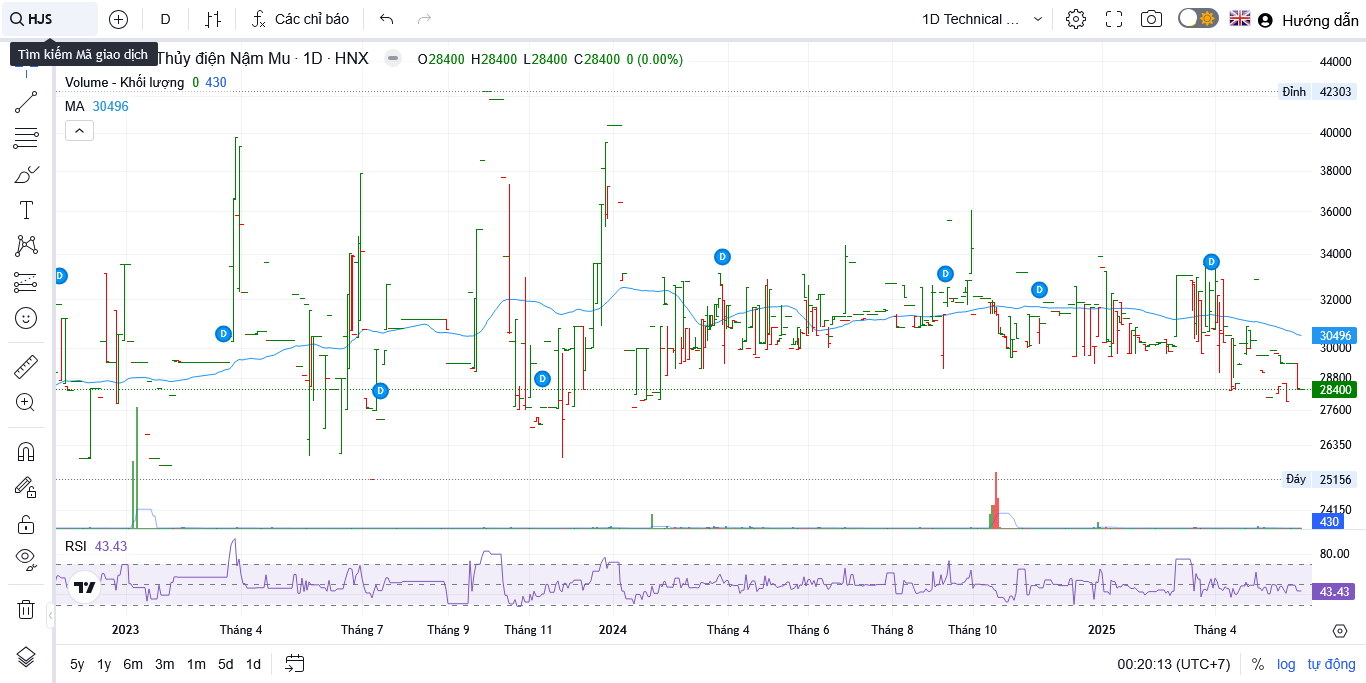 HJS
D
Các chỉ báo
1D Technical ...
Hướng dẫn
Tìm kiếm Mã giao dịch
Thủy điện Nậm Mu · 1D · HNX
O28400 H28400 L28400 C28400 0 (0.00%)
Volume - Khối lượng 0 430
MA 30496
44000
Đỉnh 42303
40000
38000
36000
34000
32000
30496
30000
28800
28400
27600
26350
Đáy 25156
24150
430
D
D
D
D
D
D
D
D
RSI 43.43
80.00
43.43
2023
Tháng 4
Tháng 7
Tháng 9
Tháng 11
2024
Tháng 4
Tháng 6
Tháng 8
Tháng 10
2025
Tháng 4
5y 1y 6m 3m 1m 5d 1d
00:20:13 (UTC+7)
%
log
tự động